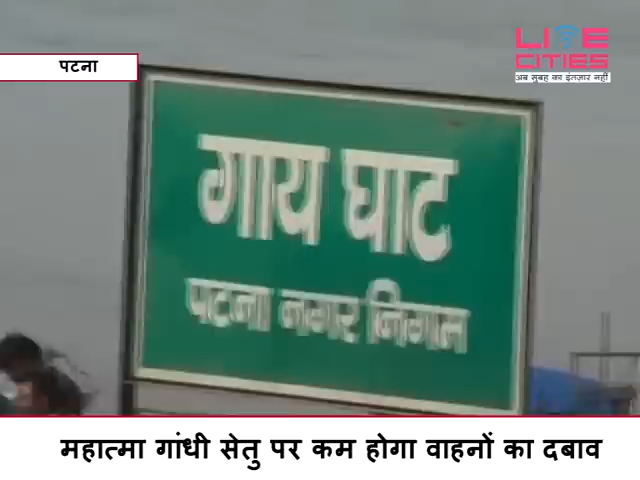 LIVE
CITIES
अब सुबह का इंतज़ार नहीं
पटना
गाय घाट
पटना नगर निगम
महात्मा गांधी सेतु पर कम होगा वाहनों का दबाव